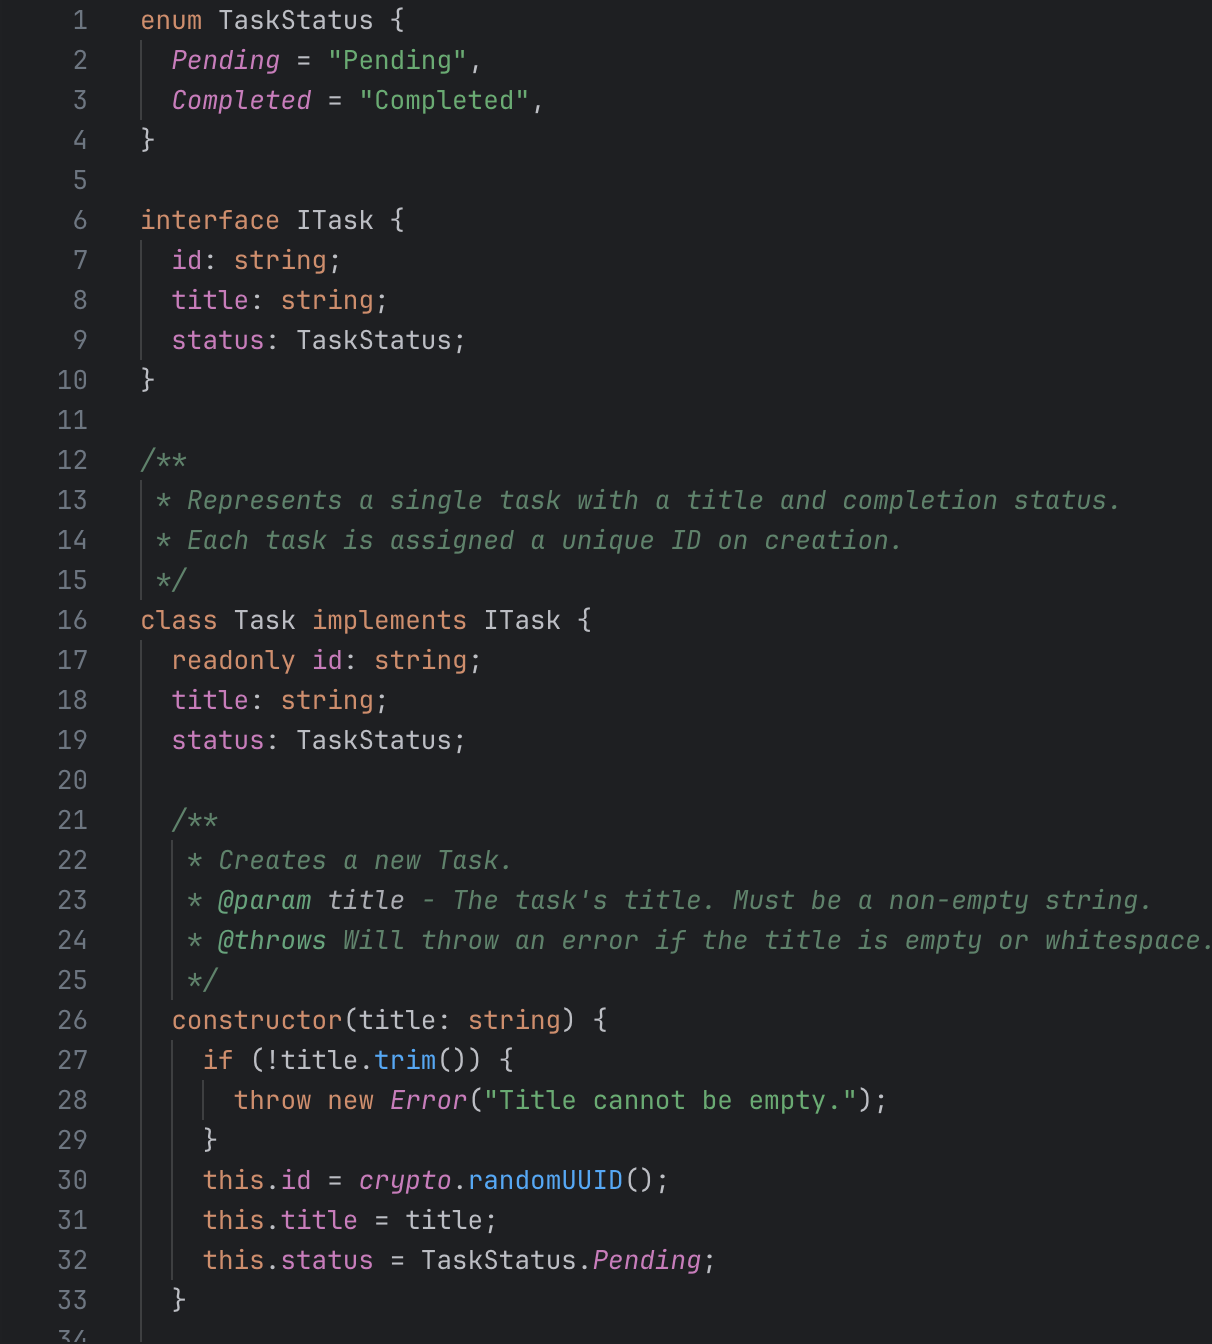 1 enum TaskStatus {
2 Pending = "Pending",
3 Completed = "Completed",
4 }
5
6 interface ITask {
7 id: string;
8 title: string;
9 status: TaskStatus;
10 }
11
12 /**
13 * Represents a single task with a title and completion status.
14 * Each task is assigned a unique ID on creation.
15 */
16 class Task implements ITask {
17 readonly id: string;
18 title: string;
19 status: TaskStatus;
20
21 /**
22 * Creates a new Task.
23 * @param title - The task's title. Must be a non-empty string.
24 * @throws Will throw an error if the title is empty or whitespace.
25 */
26 constructor(title: string) {
27 if (!title.trim()) {
28 throw new Error("Title cannot be empty.");
29 }
30 this.id = crypto.randomUUID();
31 this.title = title;
32 this.status = TaskStatus.Pending;
33 }
34